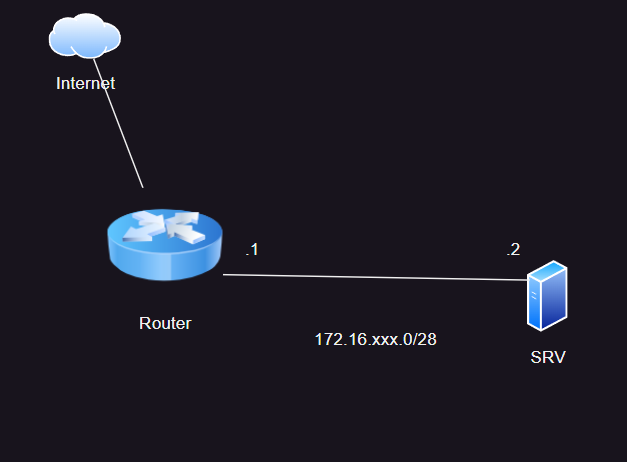 Internet
.1
.2
Router
172.16.xxx.0/28
SRV